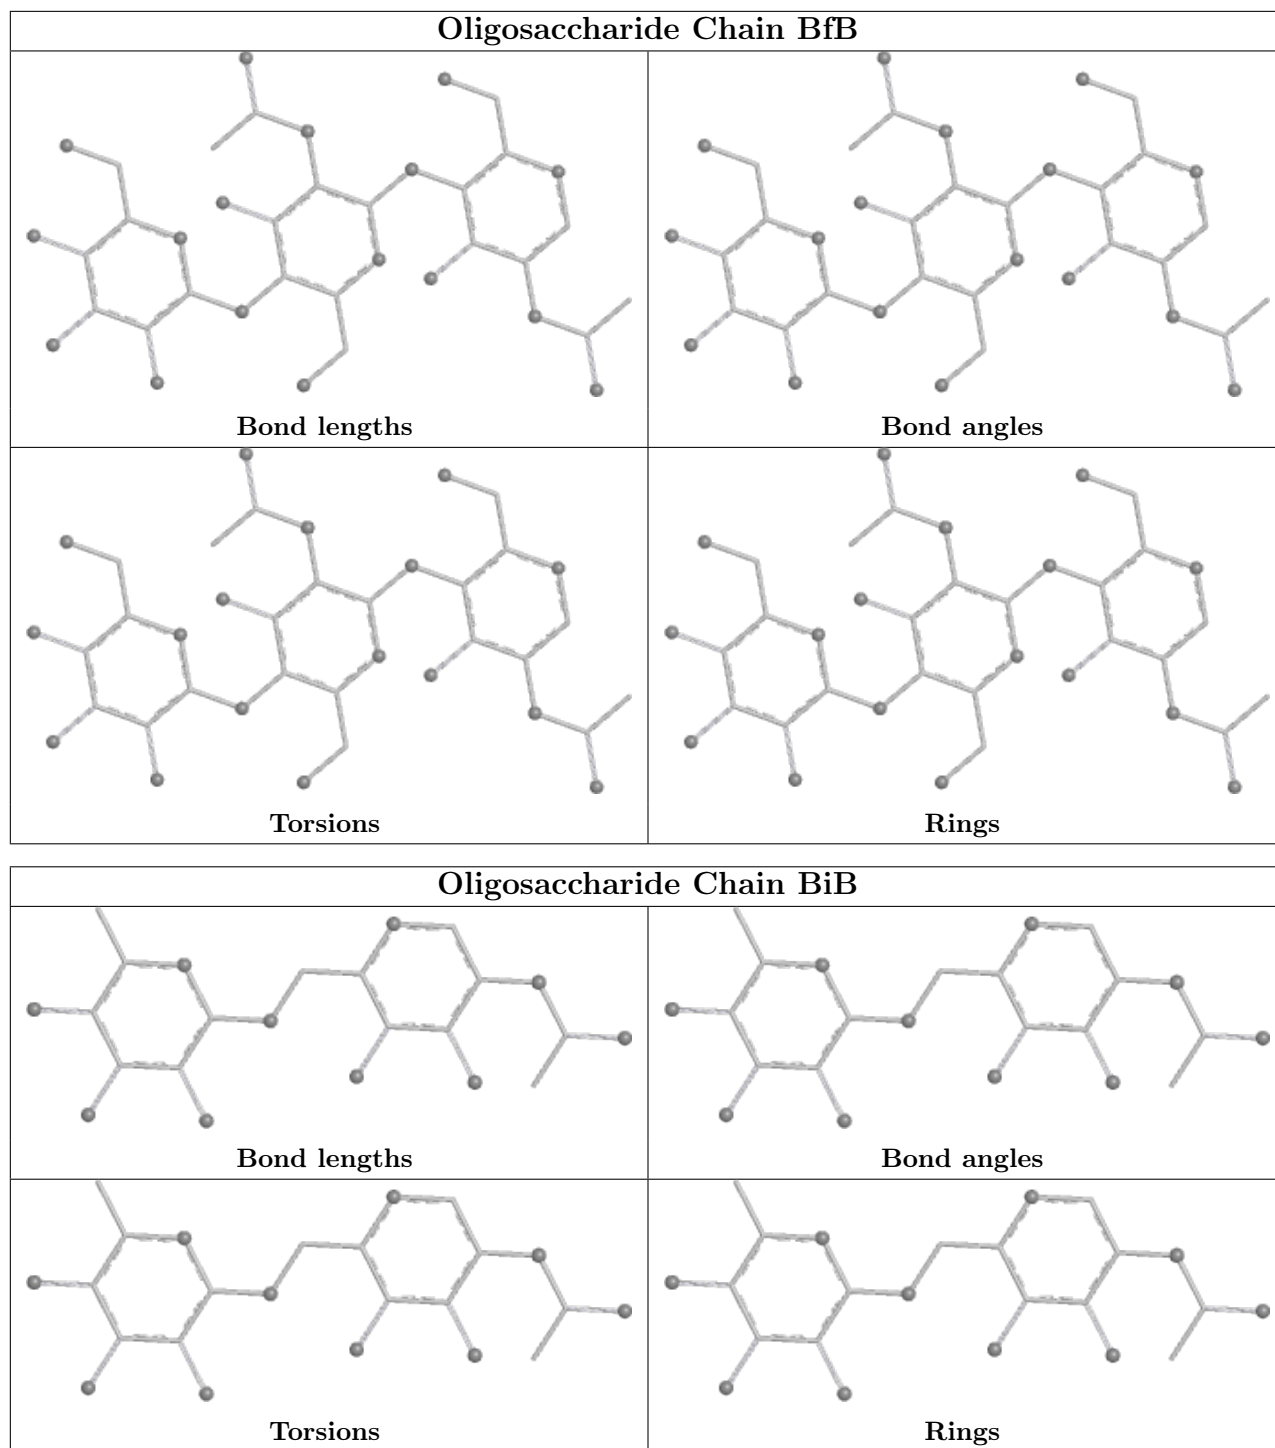 Oligosaccharide Chain BfB
Bond lengths
Bond angles
Torsions
Rings
Oligosaccharide Chain BiB
Bond lengths
Bond angles
Torsions
Rings